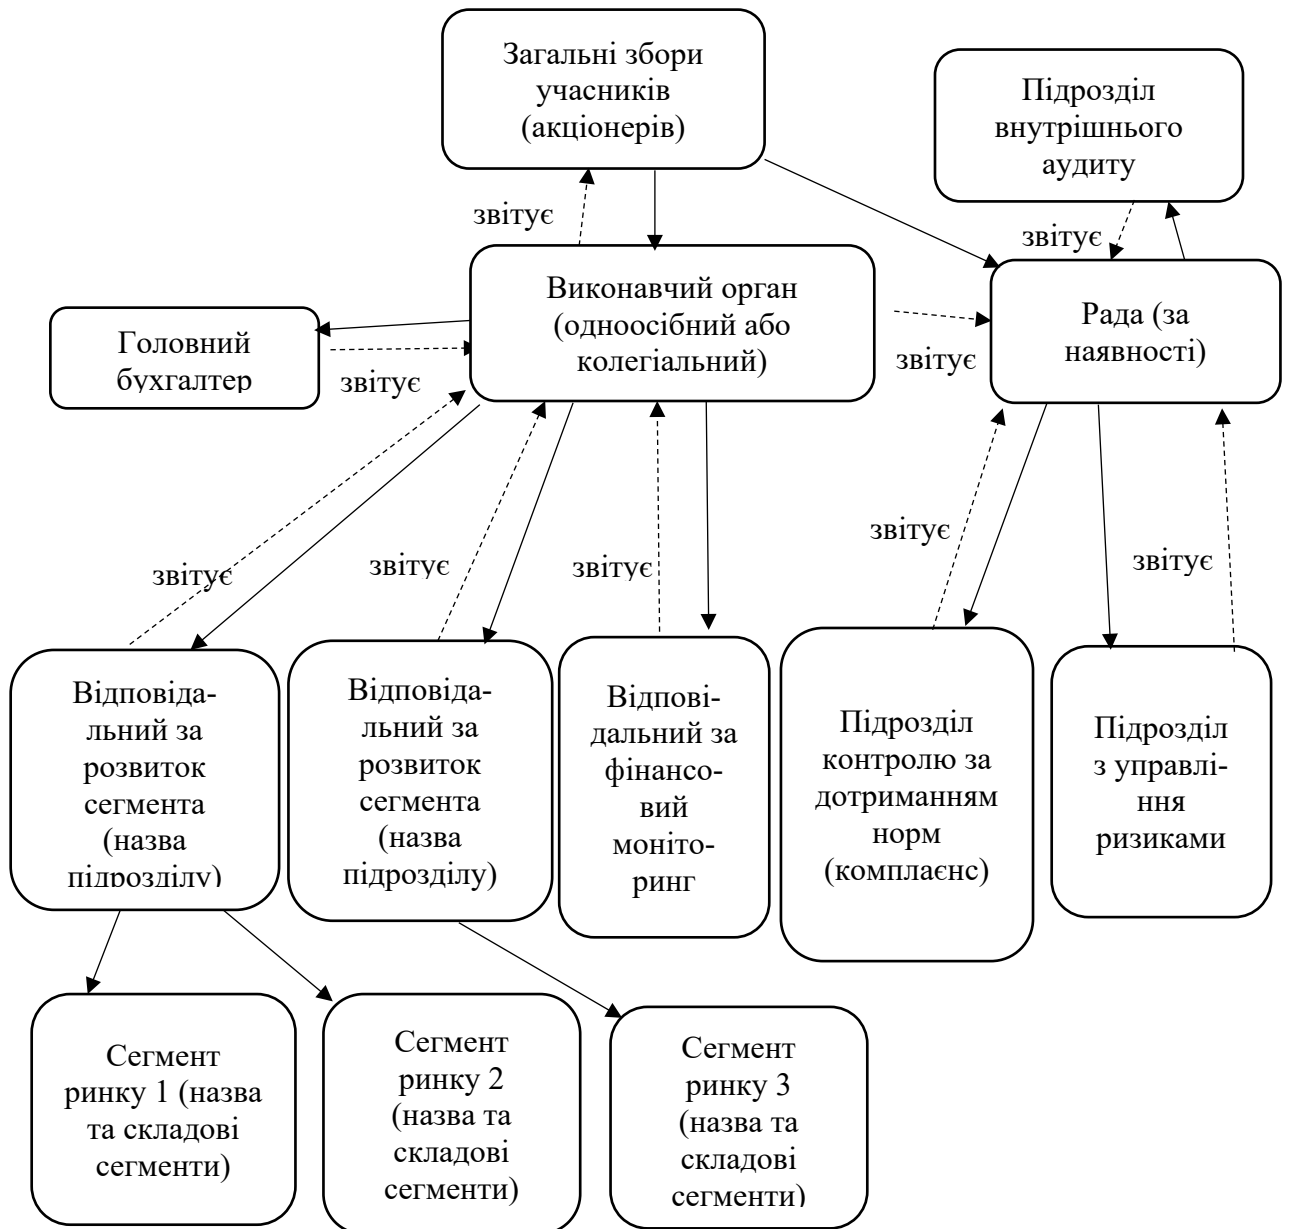 Загальні збори
учасників
(акціонерів)
Підрозділ
внутрішнього
аудиту
звітує
звітує
Виконавчий орган
(одноосібний або
колегіальний)
Рада (за
наявності)
Головний
бухгалтер
звітує
звітує
звітує
звітує
звітує
звітує
звітує
Відповіда-
льний за
розвиток
сегмента
(назва
підрозділу)
Відповіда-
льний за
розвиток
сегмента
(назва
підрозділу)
Відпові-
дальний за
фінансо-
вий
моніто-
ринг
Підрозділ
контролю за
дотриманням
норм
(комплаєнс)
Підрозділ
з управлі-
ння
ризиками
Сегмент
ринку 1 (назва
та складові
сегменти)
Сегмент
ринку 2
(назва та
складові
сегменти)
Сегмент
ринку 3
(назва та
складові
сегменти)